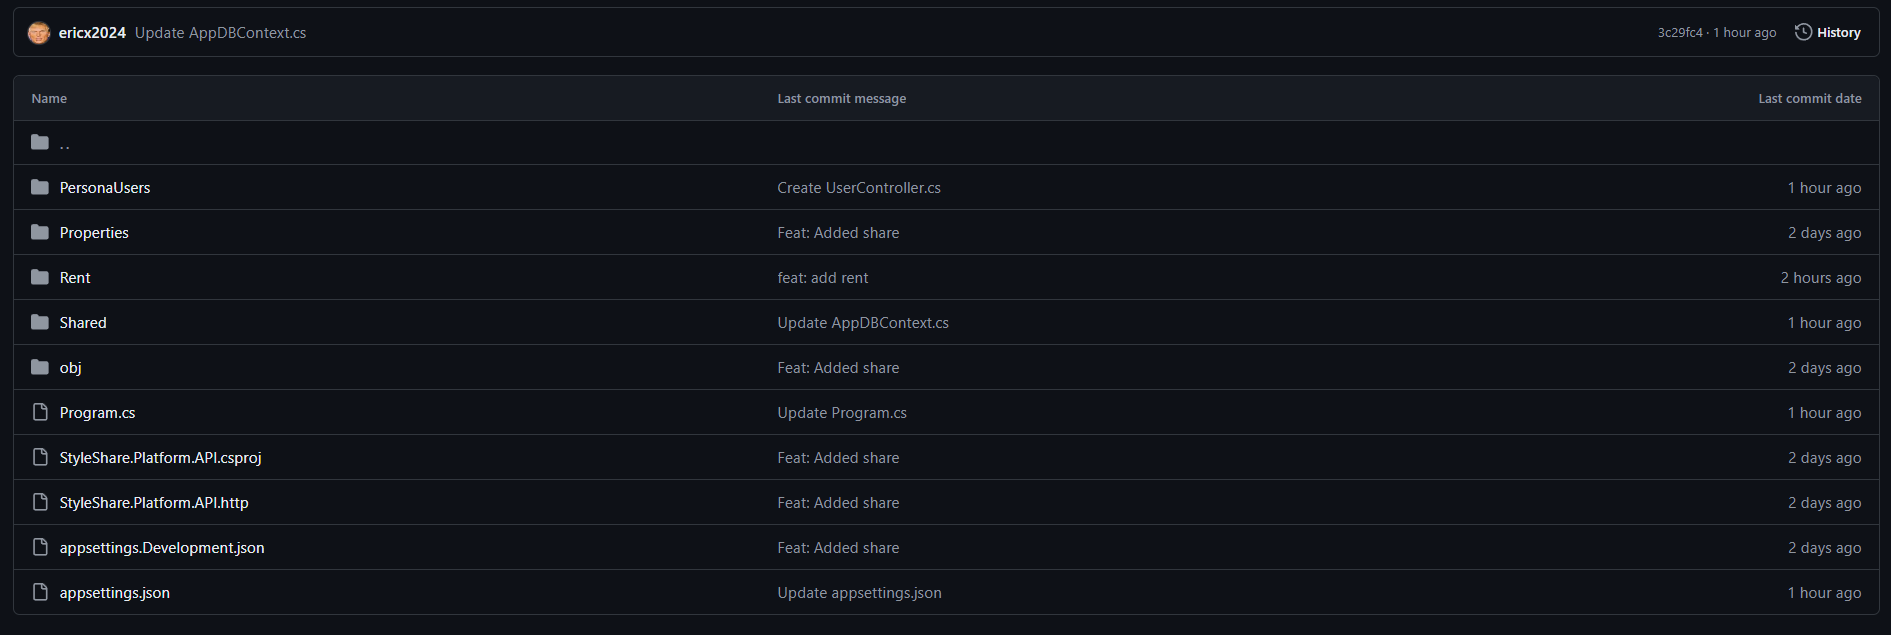 ericx2024 Update AppDBContext.cs 3c29fc4 · 1 hour ago History
Name Last commit message Last commit date
..
PersonaUsers Create UserController.cs 1 hour ago
Properties Feat: Added share 2 days ago
Rent feat: add rent 2 hours ago
Shared Update AppDBContext.cs 1 hour ago
obj Feat: Added share 2 days ago
Program.cs Update Program.cs 1 hour ago
StyleShare.Platform.API.csproj Feat: Added share 2 days ago
StyleShare.Platform.API.http Feat: Added share 2 days ago
appsettings.Development.json Feat: Added share 2 days ago
appsettings.json Update appsettings.json 1 hour ago